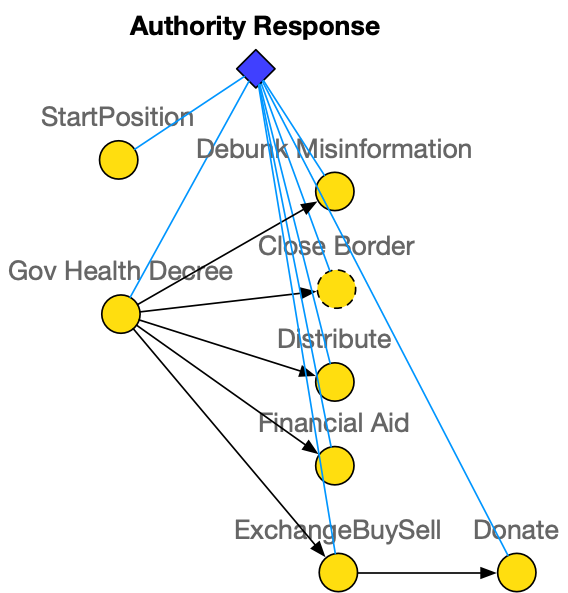 Authority Response
StartPosition
Debunk Misinformation
Close Border
Gov Health Decree
Distribute
Financial Aid
ExchangeBuySell
Donate